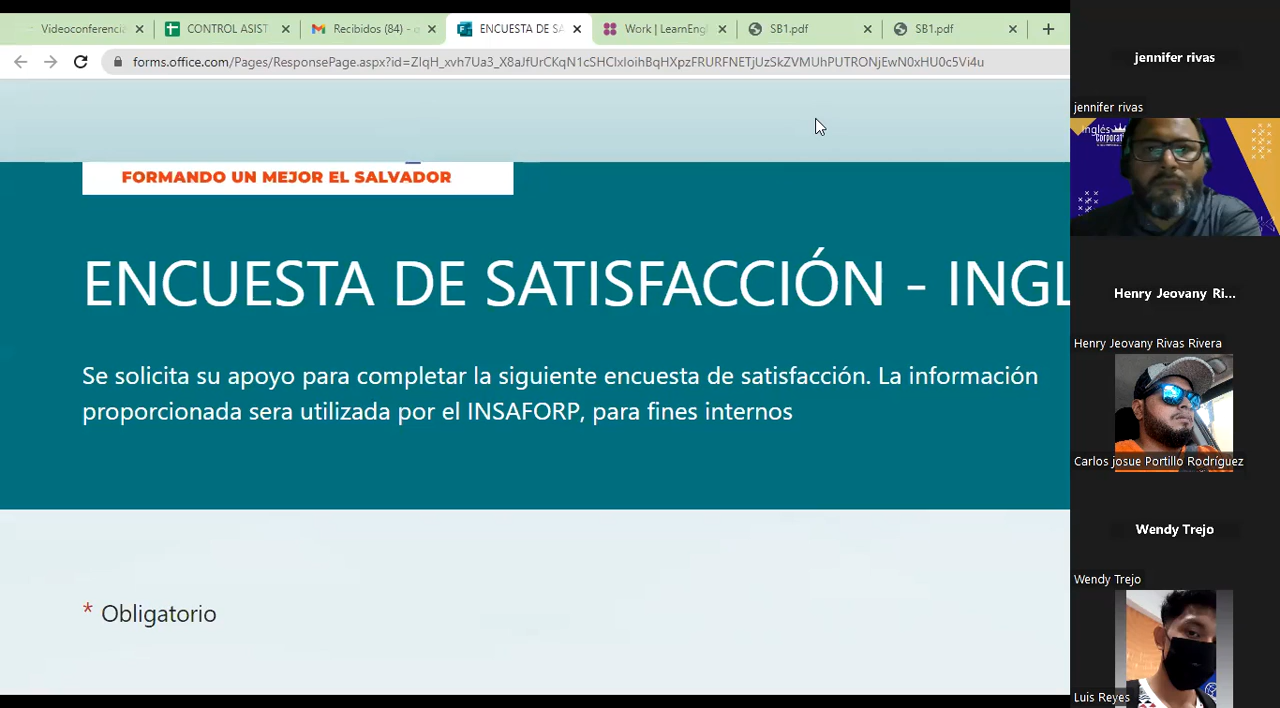 Videoconferencia
CONTROL ASIST
Recibidos (84) -
ENCUESTA DE SA
Work | LearnEngl
SB1.pdf
SB1.pdf
forms.office.com/Pages/ResponsePage.aspx?id=ZIqH_xvh7Ua3_X8aJfUrCKqN1cSHClxIoihBqHXpzFRURFNETjUzSkZVMUhPUTRONjEwN0xHU0c5Vi4u
FORMANDO UN MEJOR EL SALVADOR
ENCUESTA DE SATISFACCIÓN - INGL
Se solicita su apoyo para completar la siguiente encuesta de satisfacción. La información
proporcionada sera utilizada por el INSAFORP, para fines internos
* Obligatorio
jennifer rivas
jennifer rivas
inglés
Corporat
Henry Jeovany Ri...
Henry Jeovany Rivas Rivera
Carlos josue Portillo Rodríguez
Wendy Trejo
Wendy Trejo
Luis Reyes